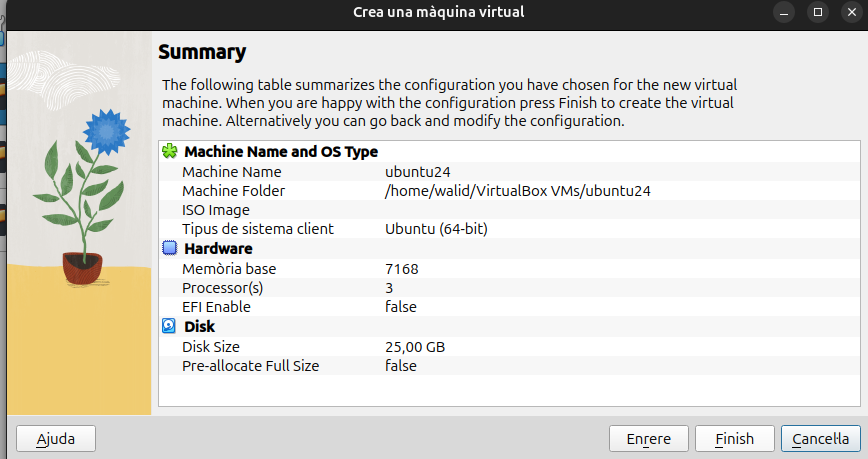 Crea una màquina virtual
Summary
The following table summarizes the configuration you have chosen for the new virtual
machine. When you are happy with the configuration press Finish to create the virtual
machine. Alternatively you can go back and modify the configuration.
Machine Name and OS Type
Machine Name ubuntu24
Machine Folder /home/walid/VirtualBox VMs/ubuntu24
ISO Image
Tipus de sistema client Ubuntu (64-bit)
Hardware
Memòria base 7168
Processor(s) 3
EFI Enable false
Disk
Disk Size 25,00 GB
Pre-allocate Full Size false
Ajuda Enrere Finish Cancel·la